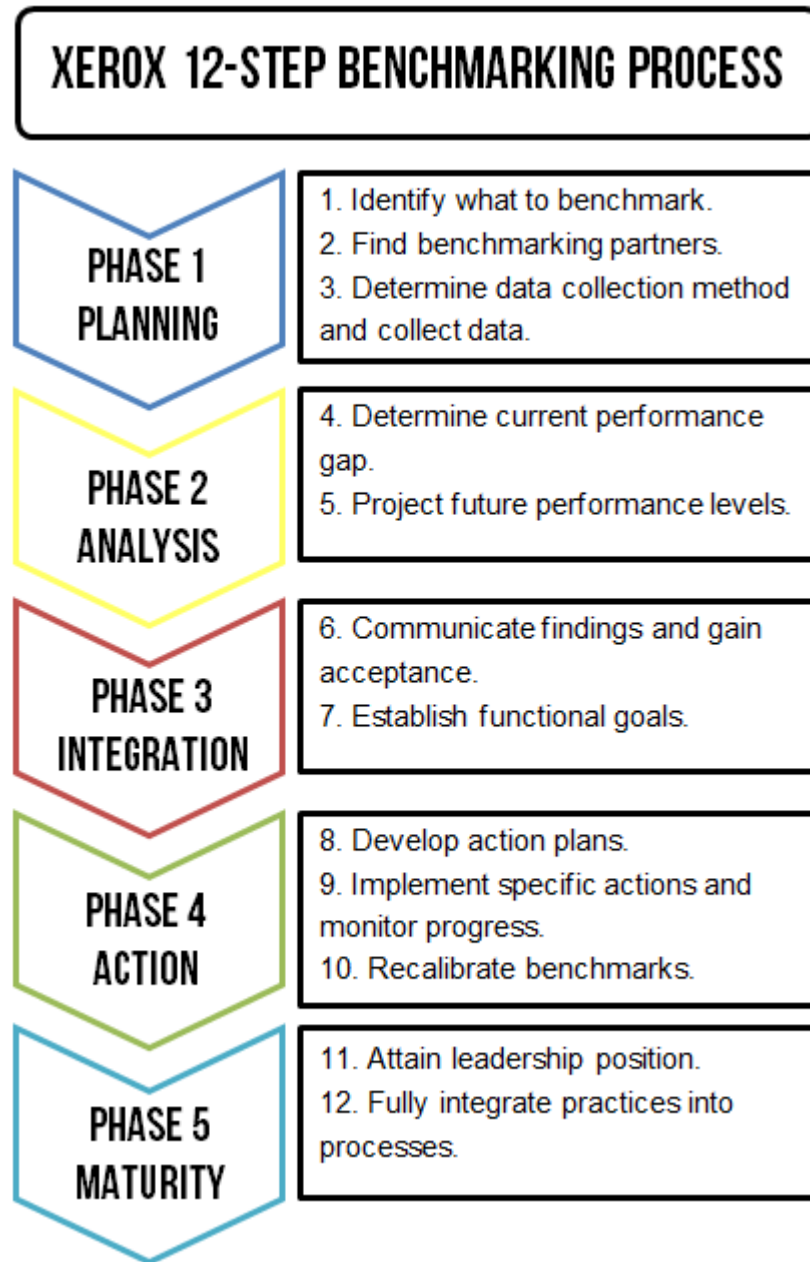 XEROX 12-STEP BENCHMARKING PROCESS
PHASE 1
PLANNING
1. Identify what to benchmark.
2. Find benchmarking partners.
3. Determine data collection method
and collect data.
PHASE 2
ANALYSIS
4. Determine current performance
gap.
5. Project future performance levels.
PHASE 3
INTEGRATION
6. Communicate findings and gain
acceptance.
7. Establish functional goals.
PHASE 4
ACTION
8. Develop action plans.
9. Implement specific actions and
monitor progress.
10. Recalibrate benchmarks.
PHASE 5
MATURITY
11. Attain leadership position.
12. Fully integrate practices into
processes.